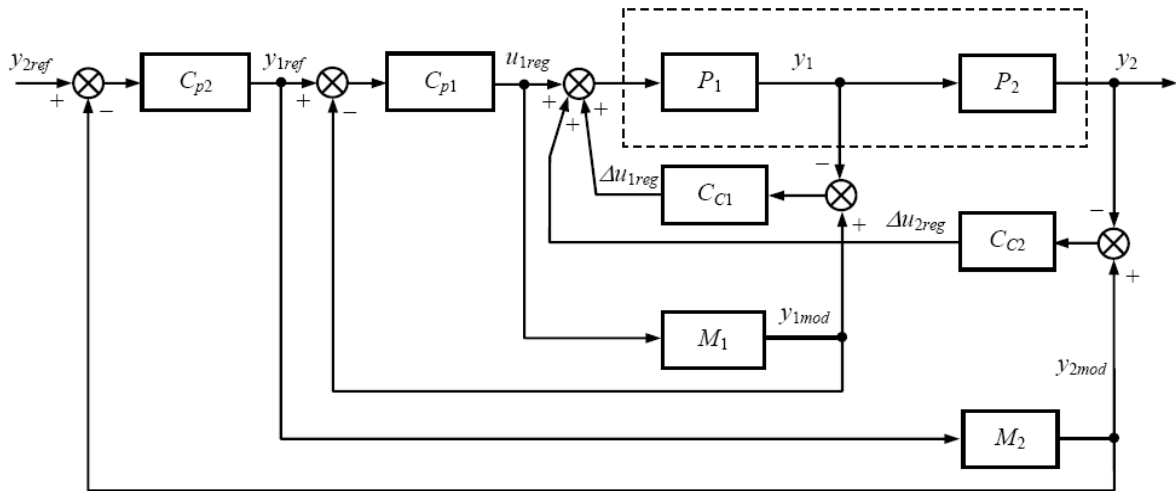 y2ref + − Cp2 y1ref + − Cp1 u1reg + + + P1 y1 P2 y2
Δu1reg CC1 − +
Δu2reg CC2 − +
M1 y1mod
y2mod
M2